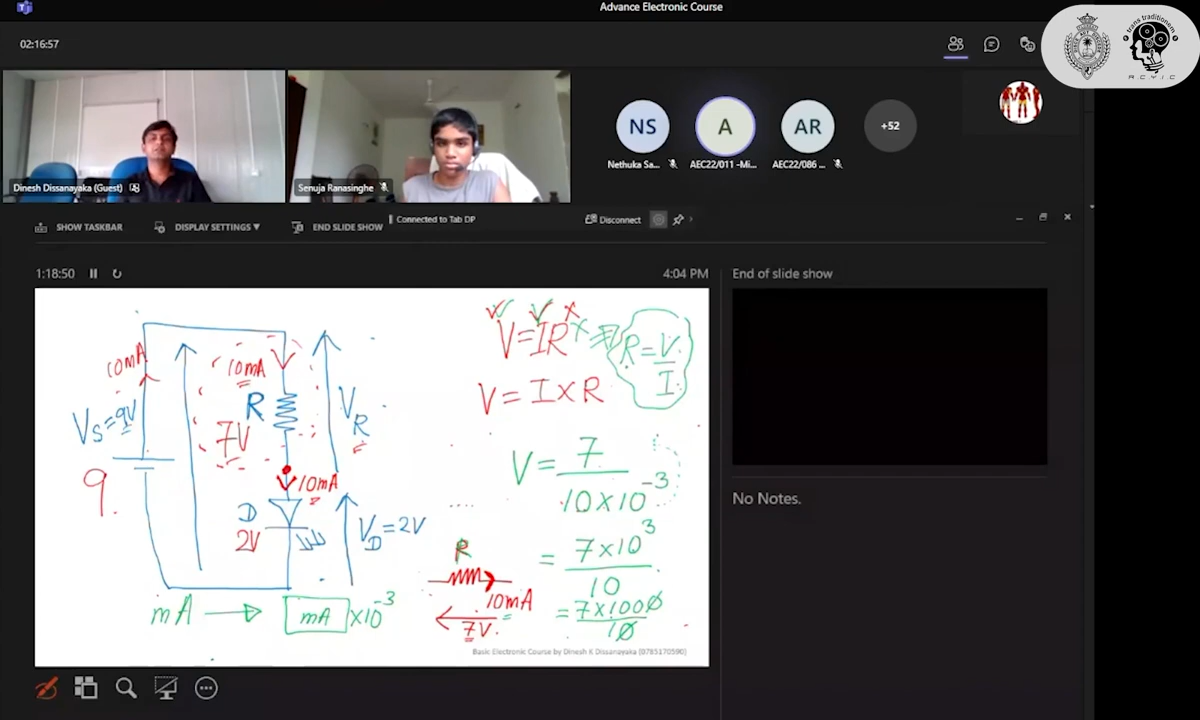 Advance Electronic Course
02:16:57
R.C.Y.I.C
NS
A
AR
+52
Nethuka Sa...
AEC22/011 -Mi...
AEC22/086 ...
Dinesh Dissanayaka (Guest)
Senuja Ranasinghe
SHOW TASKBAR
DISPLAY SETTINGS
END SLIDE SHOW
Connected to Tab DP
Disconnect
1:18:50
4:04 PM
End of slide show
No Notes.
10mA
10mA
Vs=9V
R
7V
VR
9.
10mA
D
2V
VD=2V
mA → mA ×10-3
R
10mA
7V.
V=IR
R=V/I
V=I×R
V=7/10×10-3
=7×103/10
=7×1000/10
Basic Electronic Course by Dinesh K Dissanayaka (0785170590)